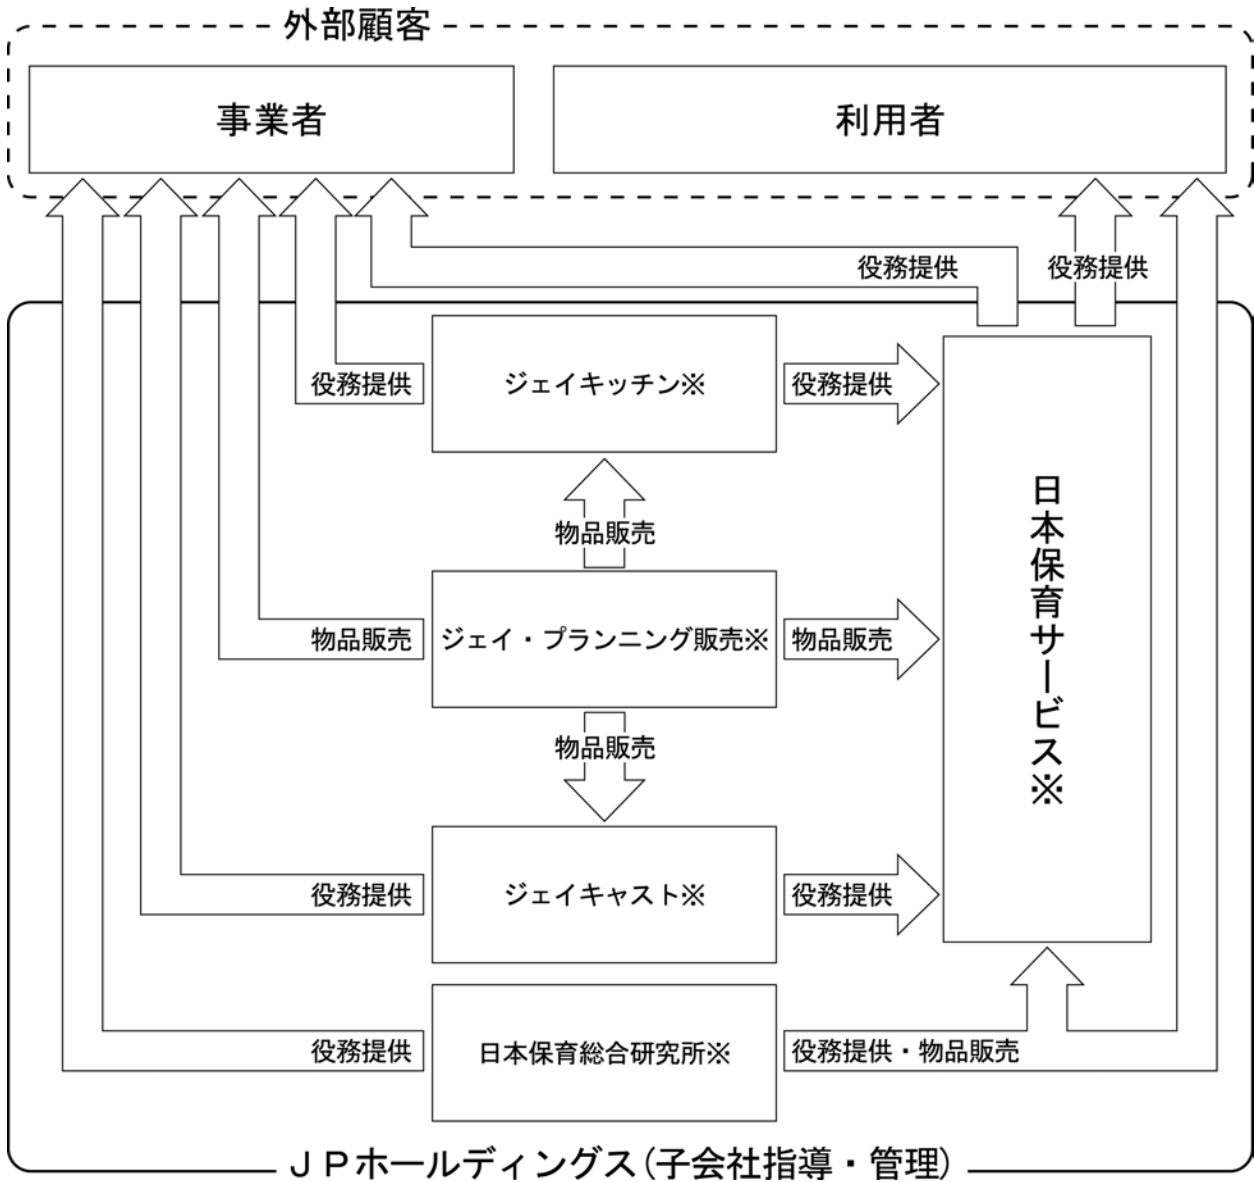 外部顧客
事業者
利用者
役務提供
役務提供
役務提供
ジェイキッチン※
役務提供
物品販売
物品販売
ジェイ・プランニング販売※
物品販売
日本保育サービス※
物品販売
役務提供
ジェイキャスト※
役務提供
役務提供
日本保育総合研究所※
役務提供・物品販売
ＪＰホールディングス(子会社指導・管理)